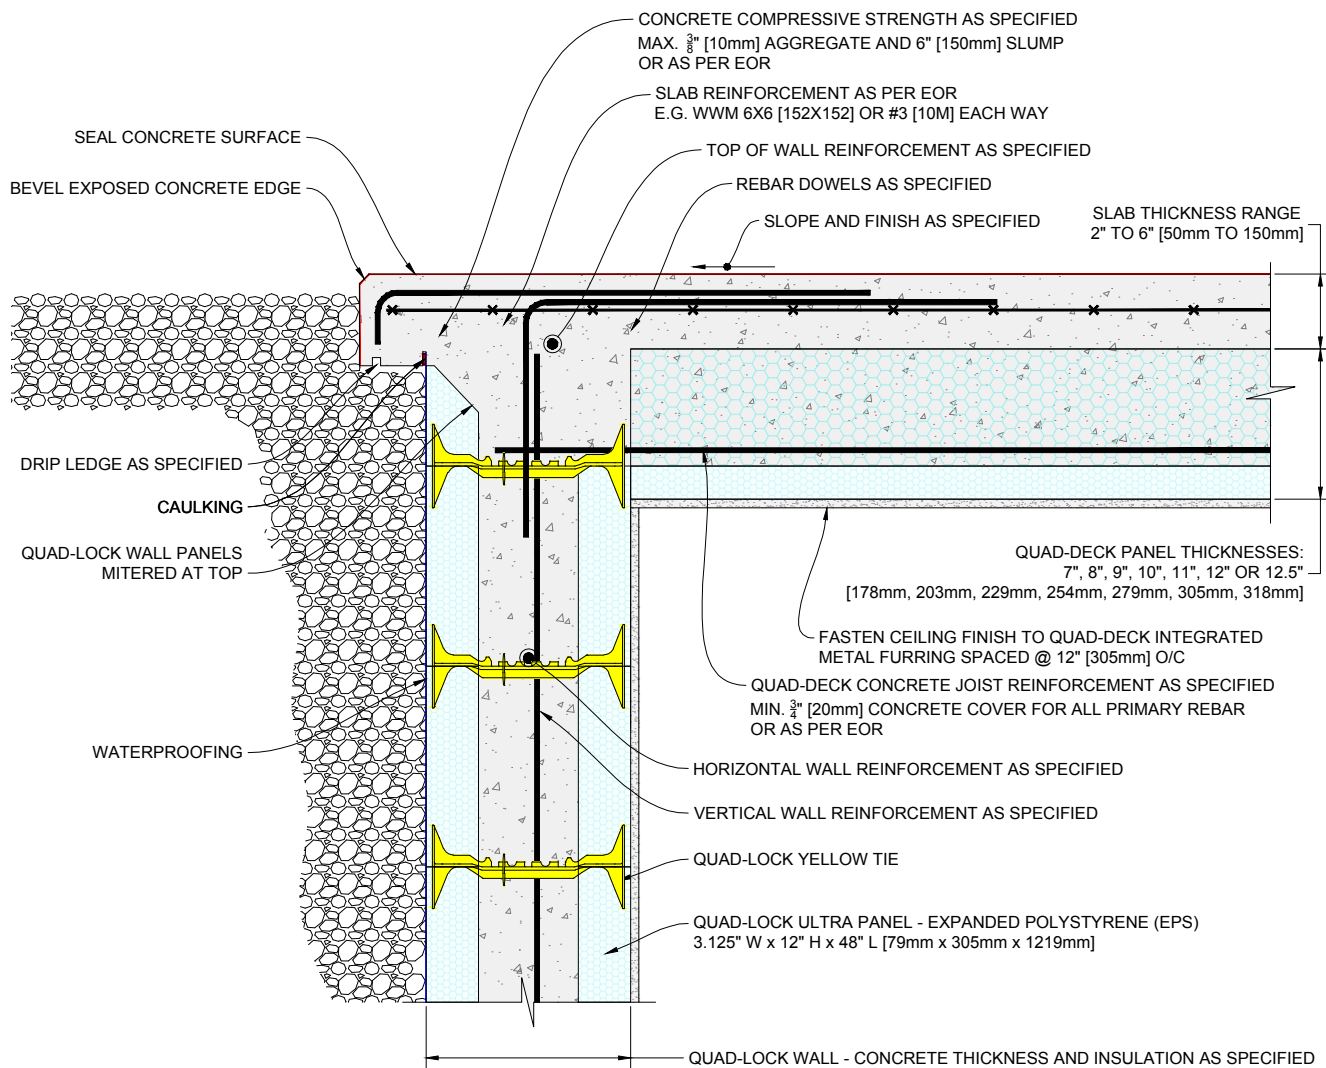 CONCRETE COMPRESSIVE STRENGTH AS SPECIFIED
MAX. 3/8" [10mm] AGGREGATE AND 6" [150mm] SLUMP
OR AS PER EOR
SLAB REINFORCEMENT AS PER EOR
E.G. WWM 6X6 [152X152] OR #3 [10M] EACH WAY
SEAL CONCRETE SURFACE
TOP OF WALL REINFORCEMENT AS SPECIFIED
BEVEL EXPOSED CONCRETE EDGE
REBAR DOWELS AS SPECIFIED
SLOPE AND FINISH AS SPECIFIED
SLAB THICKNESS RANGE
2" TO 6" [50mm TO 150mm]
DRIP LEDGE AS SPECIFIED
CAULKING
QUAD-LOCK WALL PANELS
MITERED AT TOP
QUAD-DECK PANEL THICKNESSES:
7", 8", 9", 10", 11", 12" OR 12.5"
[178mm, 203mm, 229mm, 254mm, 279mm, 305mm, 318mm]
FASTEN CEILING FINISH TO QUAD-DECK INTEGRATED
METAL FURRING SPACED @ 12" [305mm] O/C
QUAD-DECK CONCRETE JOIST REINFORCEMENT AS SPECIFIED
MIN. 3/4" [20mm] CONCRETE COVER FOR ALL PRIMARY REBAR
OR AS PER EOR
WATERPROOFING
HORIZONTAL WALL REINFORCEMENT AS SPECIFIED
VERTICAL WALL REINFORCEMENT AS SPECIFIED
QUAD-LOCK YELLOW TIE
QUAD-LOCK ULTRA PANEL - EXPANDED POLYSTYRENE (EPS)
3.125" W x 12" H x 48" L [79mm x 305mm x 1219mm]
QUAD-LOCK WALL - CONCRETE THICKNESS AND INSULATION AS SPECIFIED